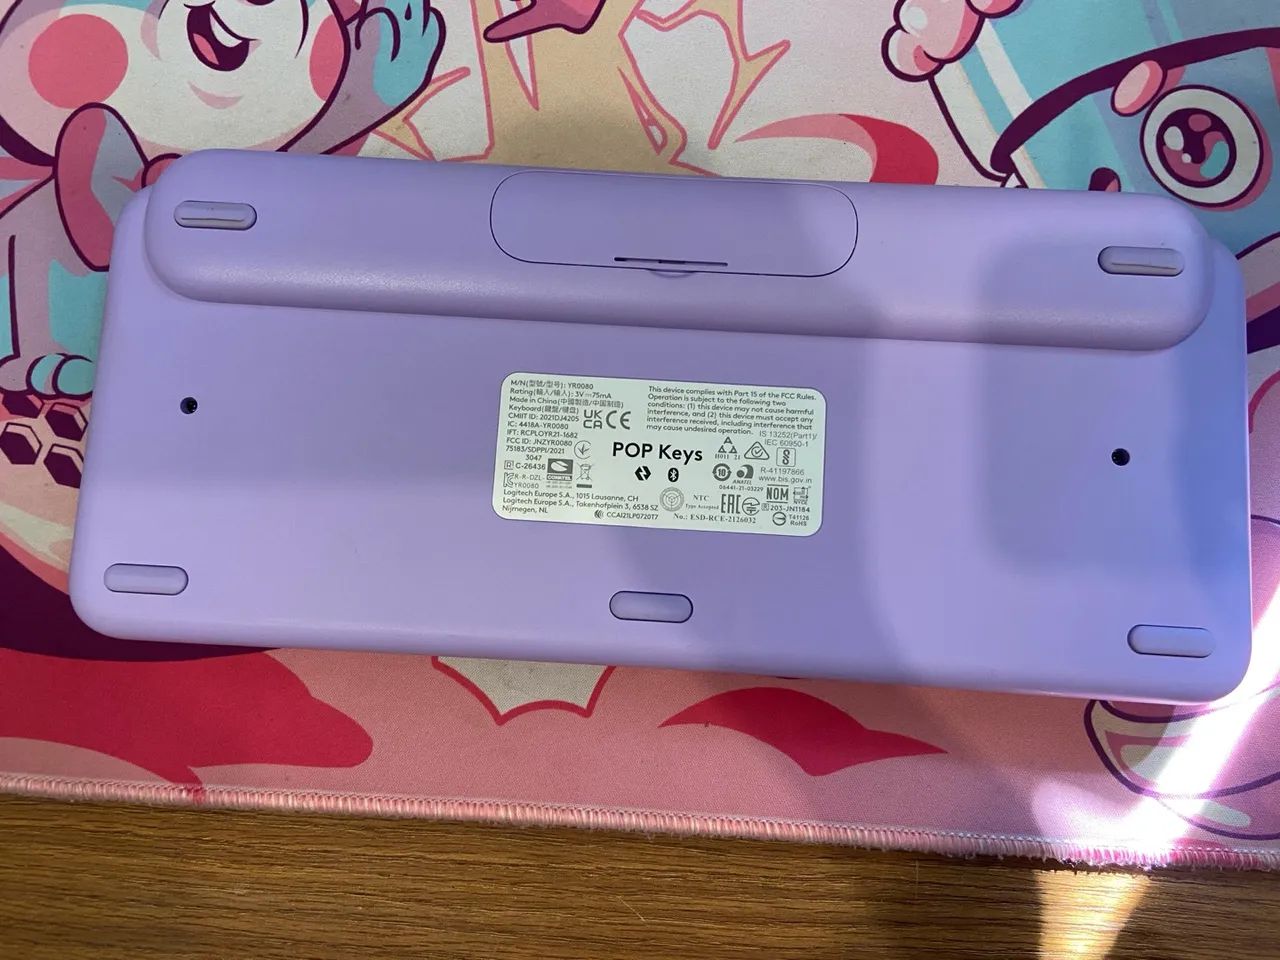 M/N(型號/型号): YR0080
Rating(輸入/输入): 3V⎓75mA
Made in China(中國製造/中国制造)
Keyboard(鍵盤/键盘)
CMIIT ID: 2021DJ4205
IC: 4418A-YR0080
IFT: RCPLOYR21-1682
FCC ID: JNZYR0080
75183/SDPPI/2021
3047
C-26436
R-R-DZL-
YR0080
Logitech Europe S.A., 1015 Lausanne, CH
Logitech Europe S.A., Takenhofplein 3, 6538 SZ
Nijmegen, NL
CCAI21LP0720T7
UK
CA
CE
This device complies with Part 15 of the FCC Rules.
Operation is subject to the following two
conditions: (1) this device may not cause harmful
interference, and (2) this device must accept any
interference received, including interference that
may cause undesired operation.
IS 13252(Part1)/
IEC 60950-1
POP Keys
H011 21
R-41197866
www.bis.gov.in
10
ANATEL
06441-21-03229
NTC
Type Accepted
No.: ESD-RCE-2126032
EAC
NOM
NYCE
203-JN1184
T41126
RoHS